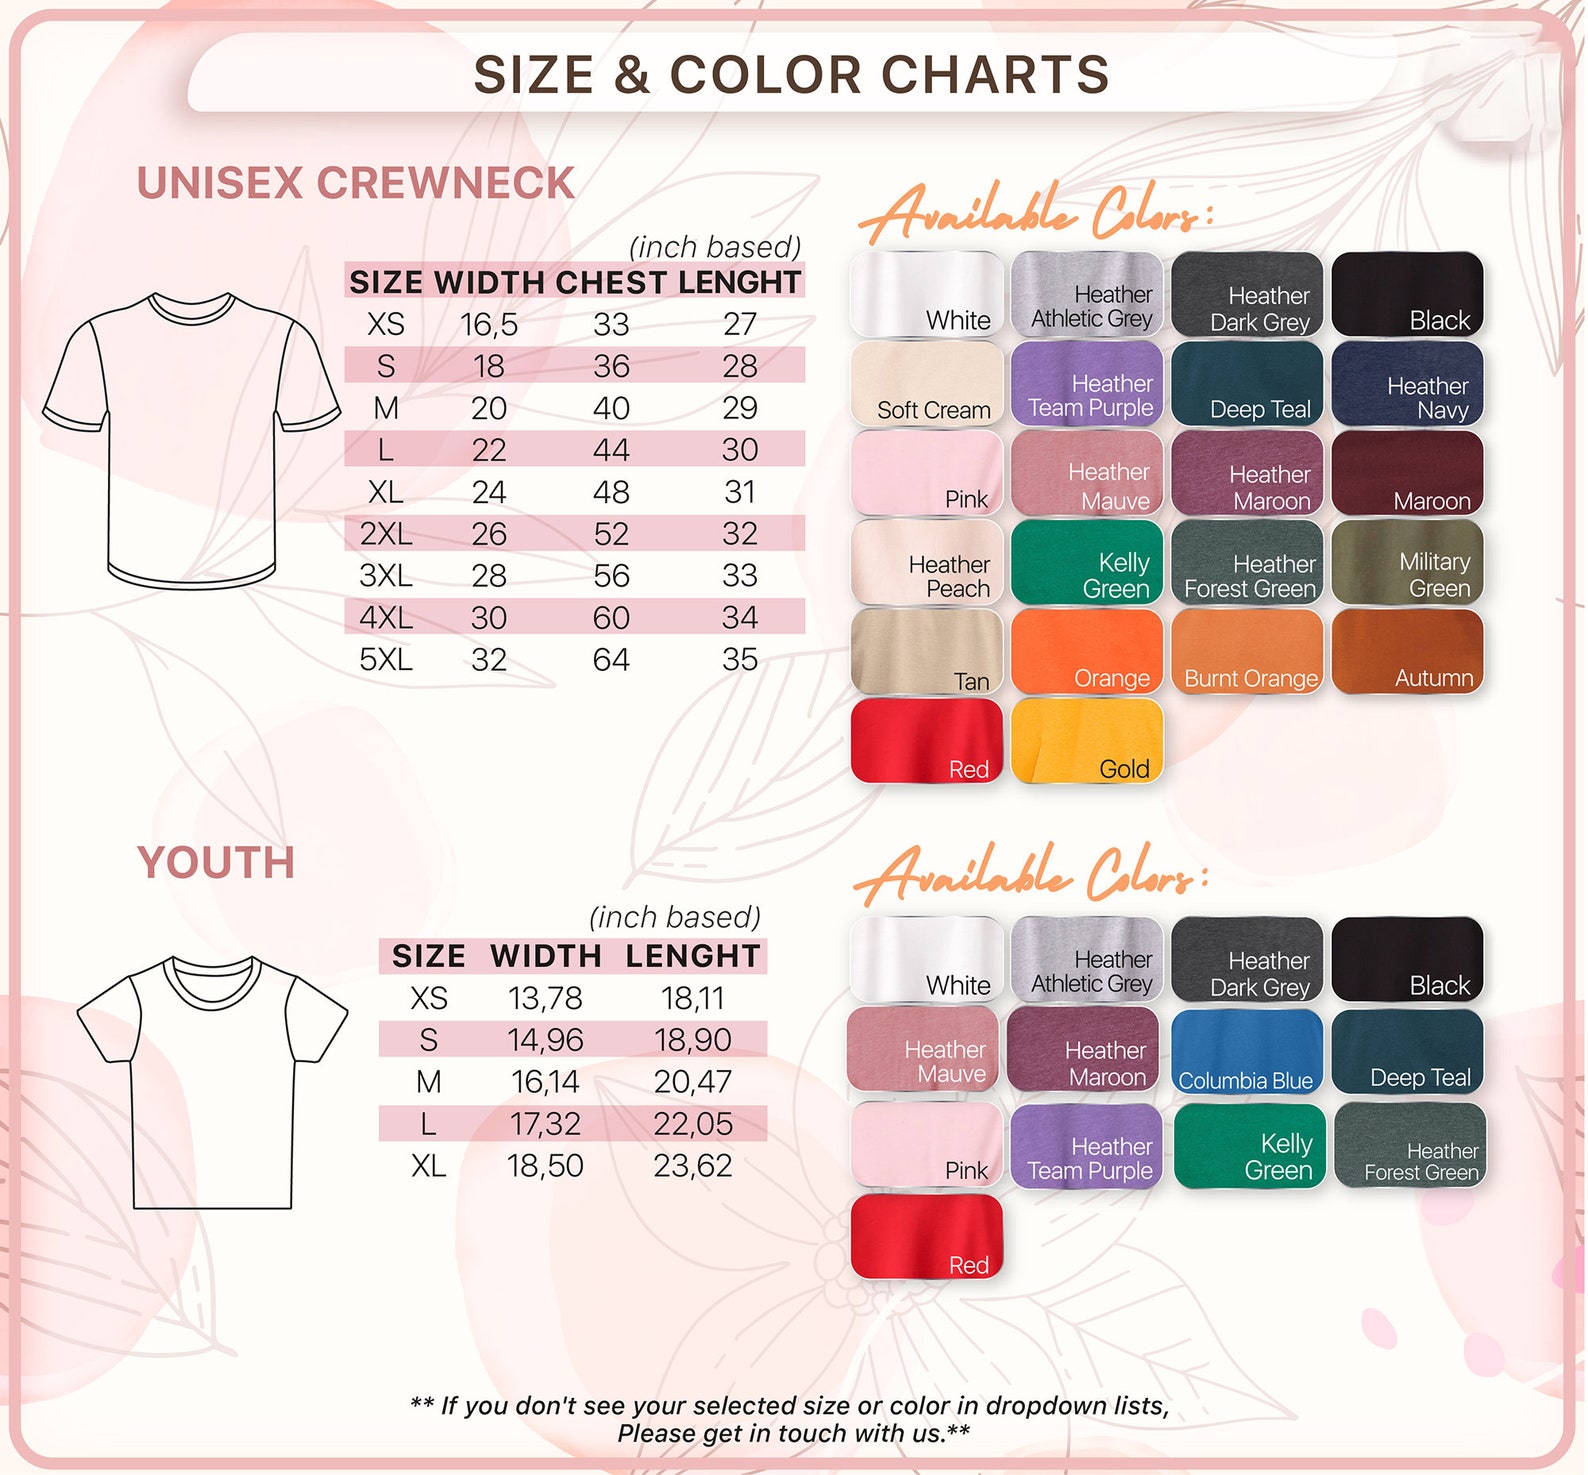 SIZE & COLOR CHARTS
UNISEX CREWNECK
(inch based)
SIZE WIDTH CHEST LENGHT
XS 16,5 33 27
S 18 36 28
M 20 40 29
L 22 44 30
XL 24 48 31
2XL 26 52 32
3XL 28 56 33
4XL 30 60 34
5XL 32 64 35
Available Colors:
White
Heather
Athletic Grey
Heather
Dark Grey
Black
Soft Cream
Heather
Team Purple
Deep Teal
Heather
Navy
Pink
Heather
Mauve
Heather
Maroon
Maroon
Heather
Peach
Kelly
Green
Heather
Forest Green
Military
Green
Tan
Orange
Burnt Orange
Autumn
Red
Gold
YOUTH
(inch based)
SIZE WIDTH LENGHT
XS 13,78 18,11
S 14,96 18,90
M 16,14 20,47
L 17,32 22,05
XL 18,50 23,62
Available Colors:
White
Heather
Athletic Grey
Heather
Dark Grey
Black
Heather
Mauve
Heather
Maroon
Columbia Blue
Deep Teal
Pink
Heather
Team Purple
Kelly
Green
Heather
Forest Green
Red
** If you don't see your selected size or color in dropdown lists,
Please get in touch with us.**